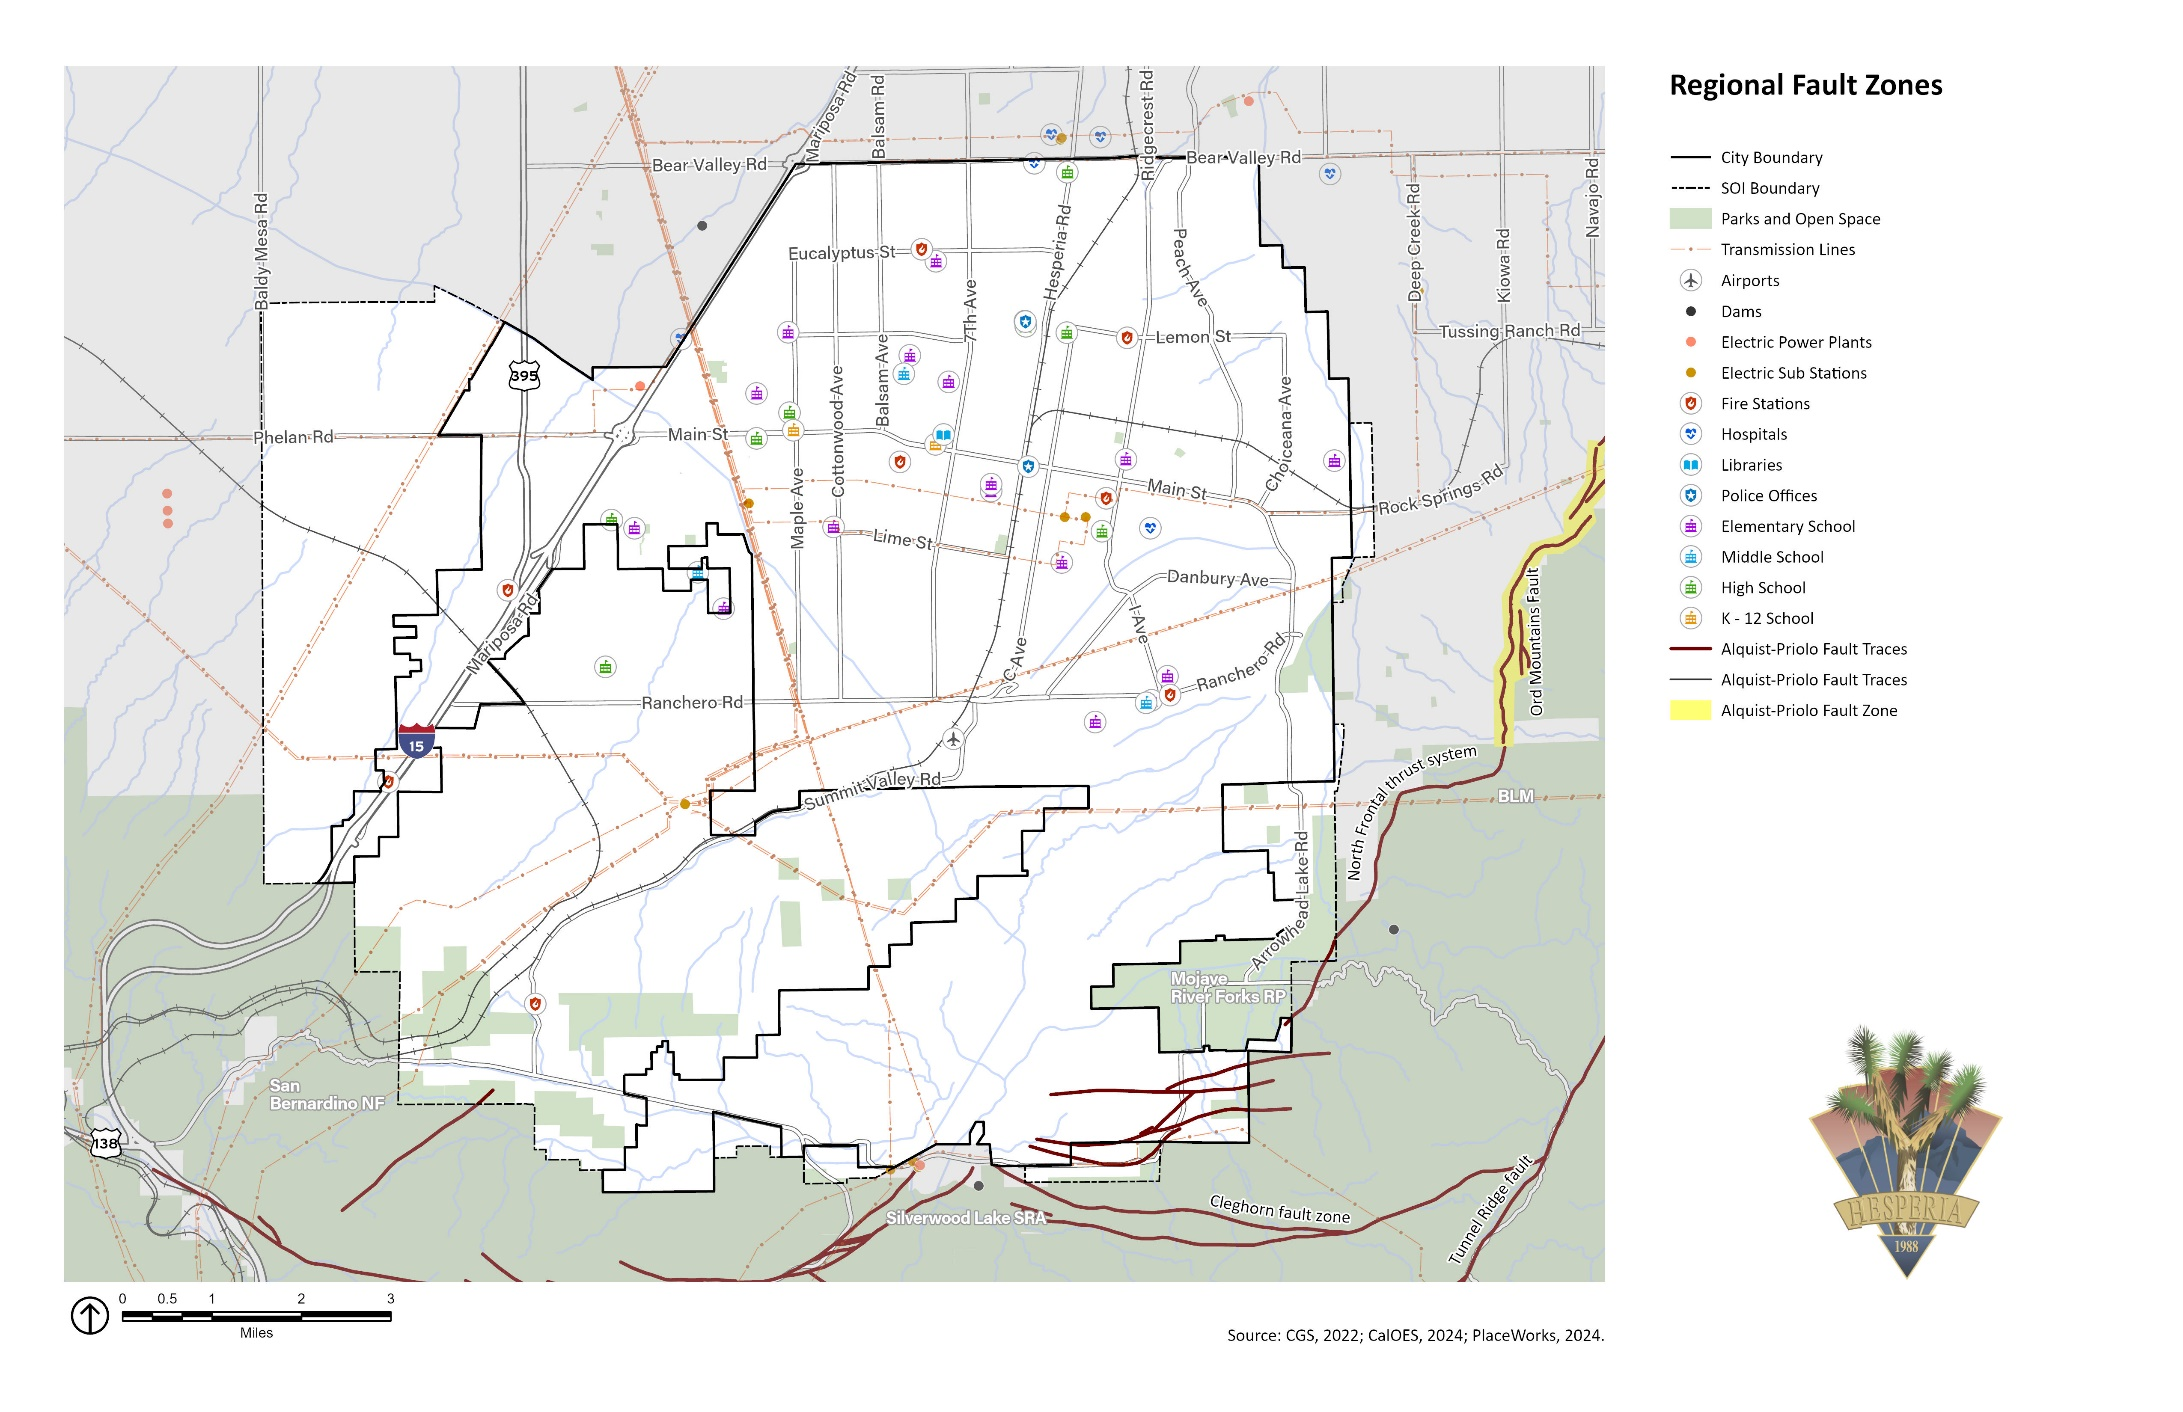 Regional Fault Zones
City Boundary
SOI Boundary
Parks and Open Space
Transmission Lines
Airports
Dams
Electric Power Plants
Electric Sub Stations
Fire Stations
Hospitals
Libraries
Police Offices
Elementary School
Middle School
High School
K - 12 School
Alquist-Priolo Fault Traces
Alquist-Priolo Fault Traces
Alquist-Priolo Fault Zone
Baldy-Mesa-Rd
Mariposa-Rd
Balsam-Rd
Ridgecrest-Rd
Bear Valley Rd
Bear Valley Rd
Navajo Rd
Deep Creek-Rd
Kiowa-Rd
Peach-Ave
Hesperia-Rd
Eucalyptus-St
7Th-Ave
Lemon St
Tussing Ranch Rd
395
Balsam-Ave
Cottonwood-Ave
Choiceana-Ave
Phelan Rd
Main St
Maple-Ave
Main St
Rock Springs Rd
Lime St
Danbury Ave
I-Ave
Mariposa-Rd
C-Ave
Ranchero-Rd
Ord Mountains Fault
Ranchero Rd
15
Summit-Valley Rd
North Frontal thrust system
BLM
Arrowhead-Lake-Rd
Mojave
River Forks RP
San
Bernardino NF
138
Silverwood Lake SRA
Cleghorn fault zone
Tunnel Ridge fault
HESPERIA
1988
0 0.5 1 2 3
Miles
Source: CGS, 2022; CalOES, 2024; PlaceWorks, 2024.